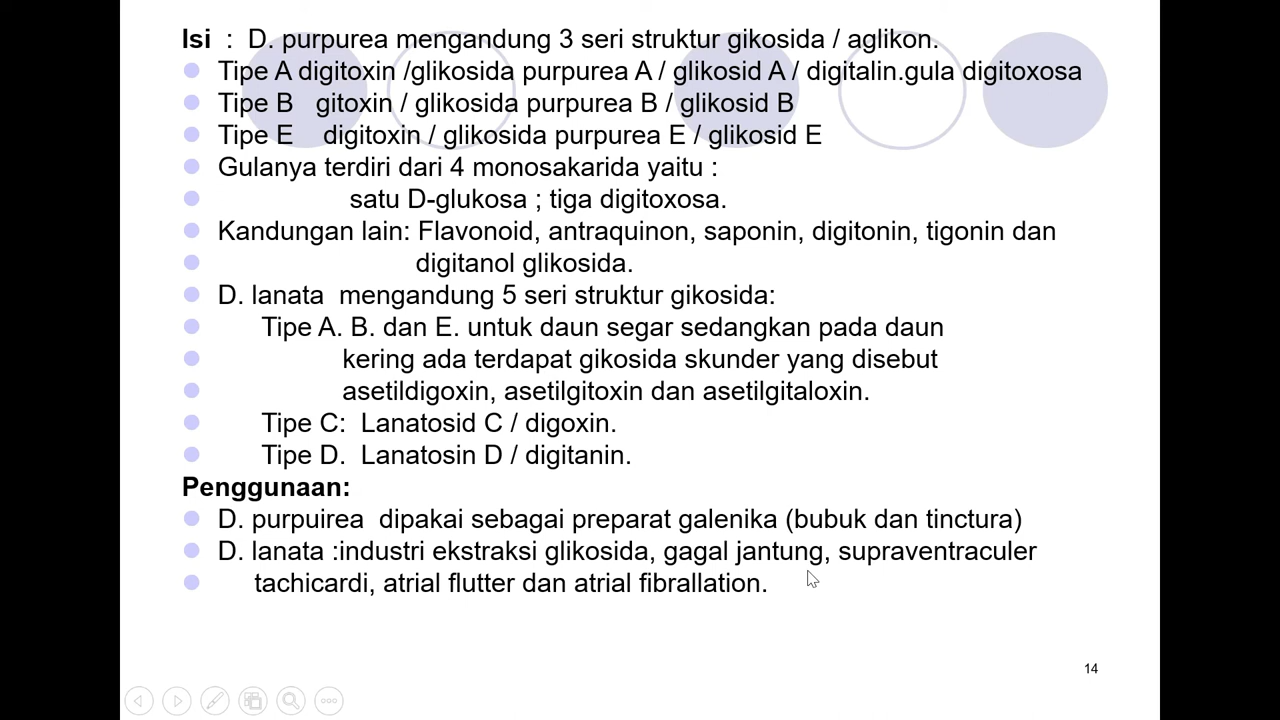 Isi : D. purpurea mengandung 3 seri struktur gikosida / aglikon.
Tipe A digitoxin /glikosida purpurea A / glikosid A / digitalin.gula digitoxosa
Tipe B gitoxin / glikosida purpurea B / glikosid B
Tipe E digitoxin / glikosida purpurea E / glikosid E
Gulanya terdiri dari 4 monosakarida yaitu :
satu D-glukosa ; tiga digitoxosa.
Kandungan lain: Flavonoid, antraquinon, saponin, digitonin, tigonin dan
digitanol glikosida.
D. lanata mengandung 5 seri struktur gikosida:
Tipe A. B. dan E. untuk daun segar sedangkan pada daun
kering ada terdapat gikosida skunder yang disebut
asetildigoxin, asetilgitoxin dan asetilgitaloxin.
Tipe C: Lanatosid C / digoxin.
Tipe D. Lanatosin D / digitanin.
Penggunaan:
D. purpuirea dipakai sebagai preparat galenika (bubuk dan tinctura)
D. lanata :industri ekstraksi glikosida, gagal jantung, supraventraculer
tachicardi, atrial flutter dan atrial fibrallation.
14